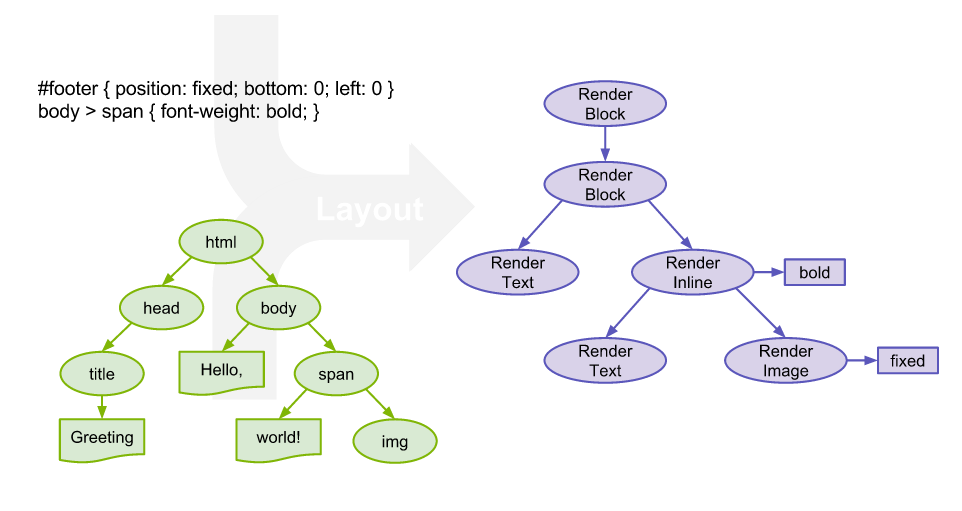 #footer { position: fixed; bottom: 0; left: 0 }
body > span { font-weight: bold; }
Layout
html
head
body
title
Hello,
span
Greeting
world!
img
Render
Block
Render
Block
Render
Text
Render
Inline
bold
Render
Text
Render
Image
fixed